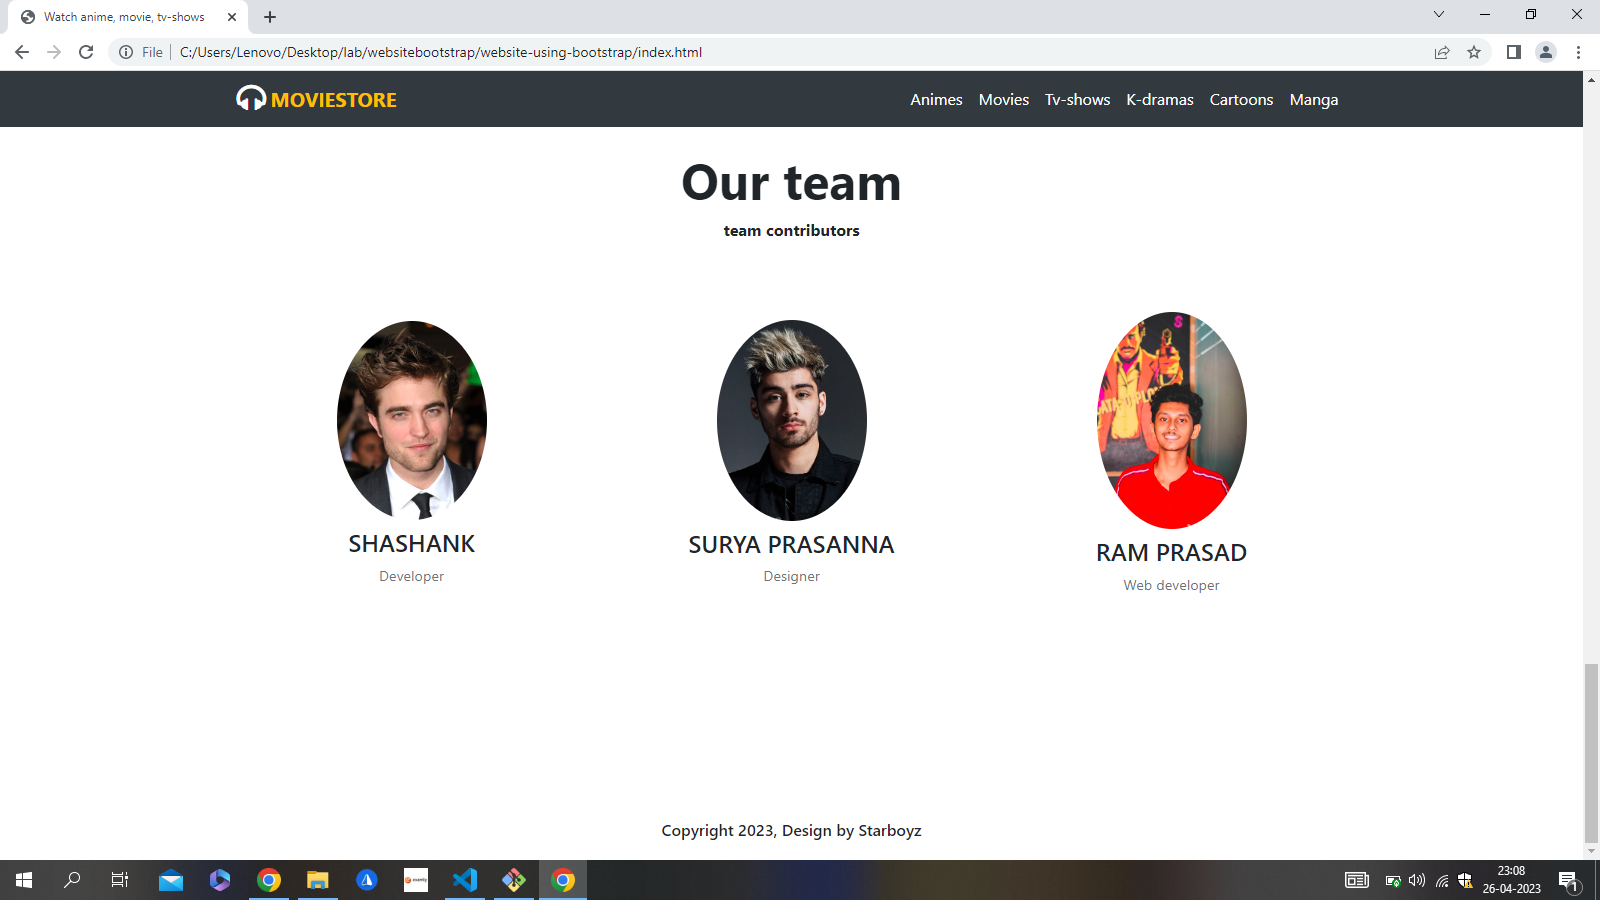 Watch anime, movie, tv-shows
File
C:/Users/Lenovo/Desktop/lab/websitebootstrap/website-using-bootstrap/index.html
MOVIESTORE
Animes Movies Tv-shows K-dramas Cartoons Manga
Our team
team contributors
SHASHANK
Developer
SURYA PRASANNA
Designer
RAM PRASAD
Web developer
Copyright 2023, Design by Starboyz
23:08
26-04-2023
1